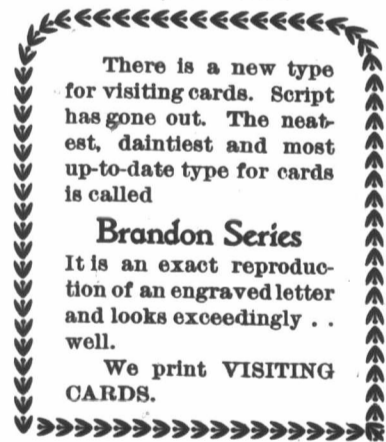 There is a new type
for visiting cards. Script
has gone out. The neat-
est, daintiest and most
up-to-date type for cards
is called
Brandon Series
It is an exact reproduc-
tion of an engraved letter
and looks exceedingly . .
well.
We print VISITING
CARDS.